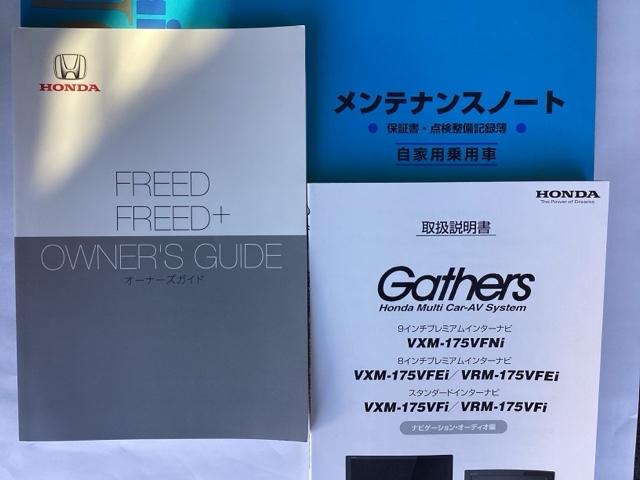 HONDA
FREED
FREED+
OWNER'S GUIDE
オーナーズガイド
メンテナンスノート
保証書・点検整備記録簿
自家用乗用車
HONDA
The Power of Dreams
取扱説明書
Gathers
Honda Multi Car-AV System
9インチプレミアムインターナビ
VXM-175VFNi
8インチプレミアムインターナビ
VXM-175VFEi/VRM-175VFEi
スタンダードインターナビ
VXM-175VFi/VRM-175VFi
ナビゲーション・オーディオ編